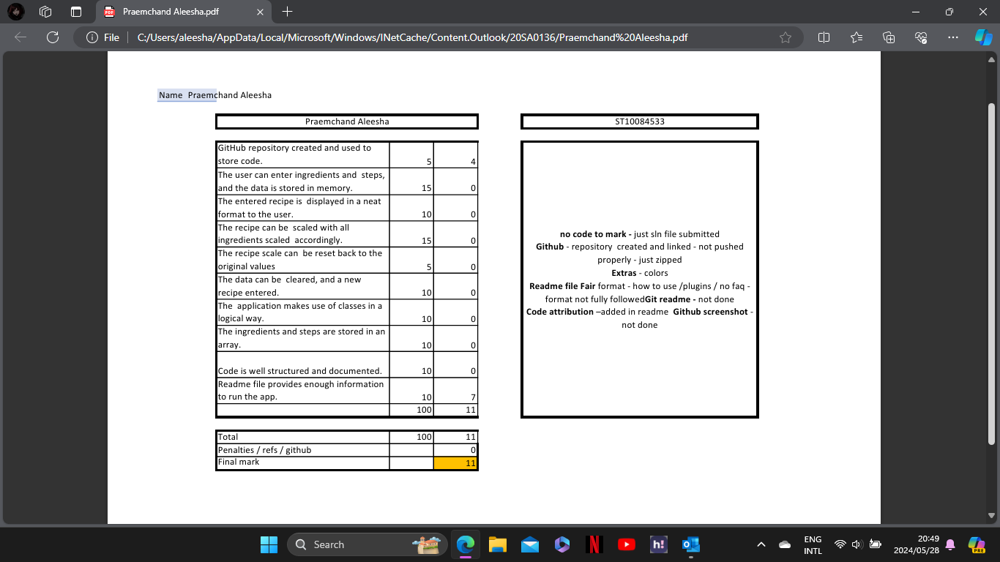 Praemchand Aleesha.pdf
File
C:/Users/aleesha/AppData/Local/Microsoft/Windows/INetCache/Content.Outlook/20SA0136/Praemchand%20Aleesha.pdf
Name Praemchand Aleesha
Praemchand Aleesha
ST10084533
GitHub repository created and used to
store code. 5 4
The user can enter ingredients and steps,
and the data is stored in memory. 15 0
The entered recipe is displayed in a neat
format to the user. 10 0
The recipe can be scaled with all
ingredients scaled accordingly. 15 0
The recipe scale can be reset back to the
original values 5 0
The data can be cleared, and a new
recipe entered. 10 0
The application makes use of classes in a
logical way. 10 0
The ingredients and steps are stored in an
array. 10 0
Code is well structured and documented. 10 0
Readme file provides enough information
to run the app. 10 7
100 11
no code to mark - just sln file submitted
Github - repository created and linked - not pushed
properly - just zipped
Extras - colors
Readme file Fair format - how to use /plugins / no faq -
format not fully followedGit readme - not done
Code attribution –added in readme Github screenshot -
not done
Total 100 11
Penalties / refs / github 0
Final mark 11
Search
h!
N
PRE
ENG
INTL
20:49
2024/05/28